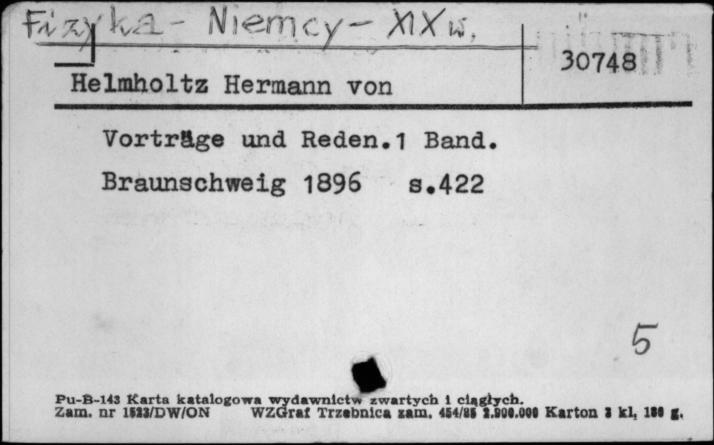 Fizyka - Niemcy - XIX w.
30748
Helmholtz Hermann von
Vorträge und Reden.1 Band.
Braunschweig 1896 s.422
5
Pu-B-143 Karta katalogowa wydawnictw zwartych i ciągłych.
Zam. nr 1523/DW/ON WZGraf Trzebnica zam. 454/85 2.900.000 Karton 3 kl, 180 g.